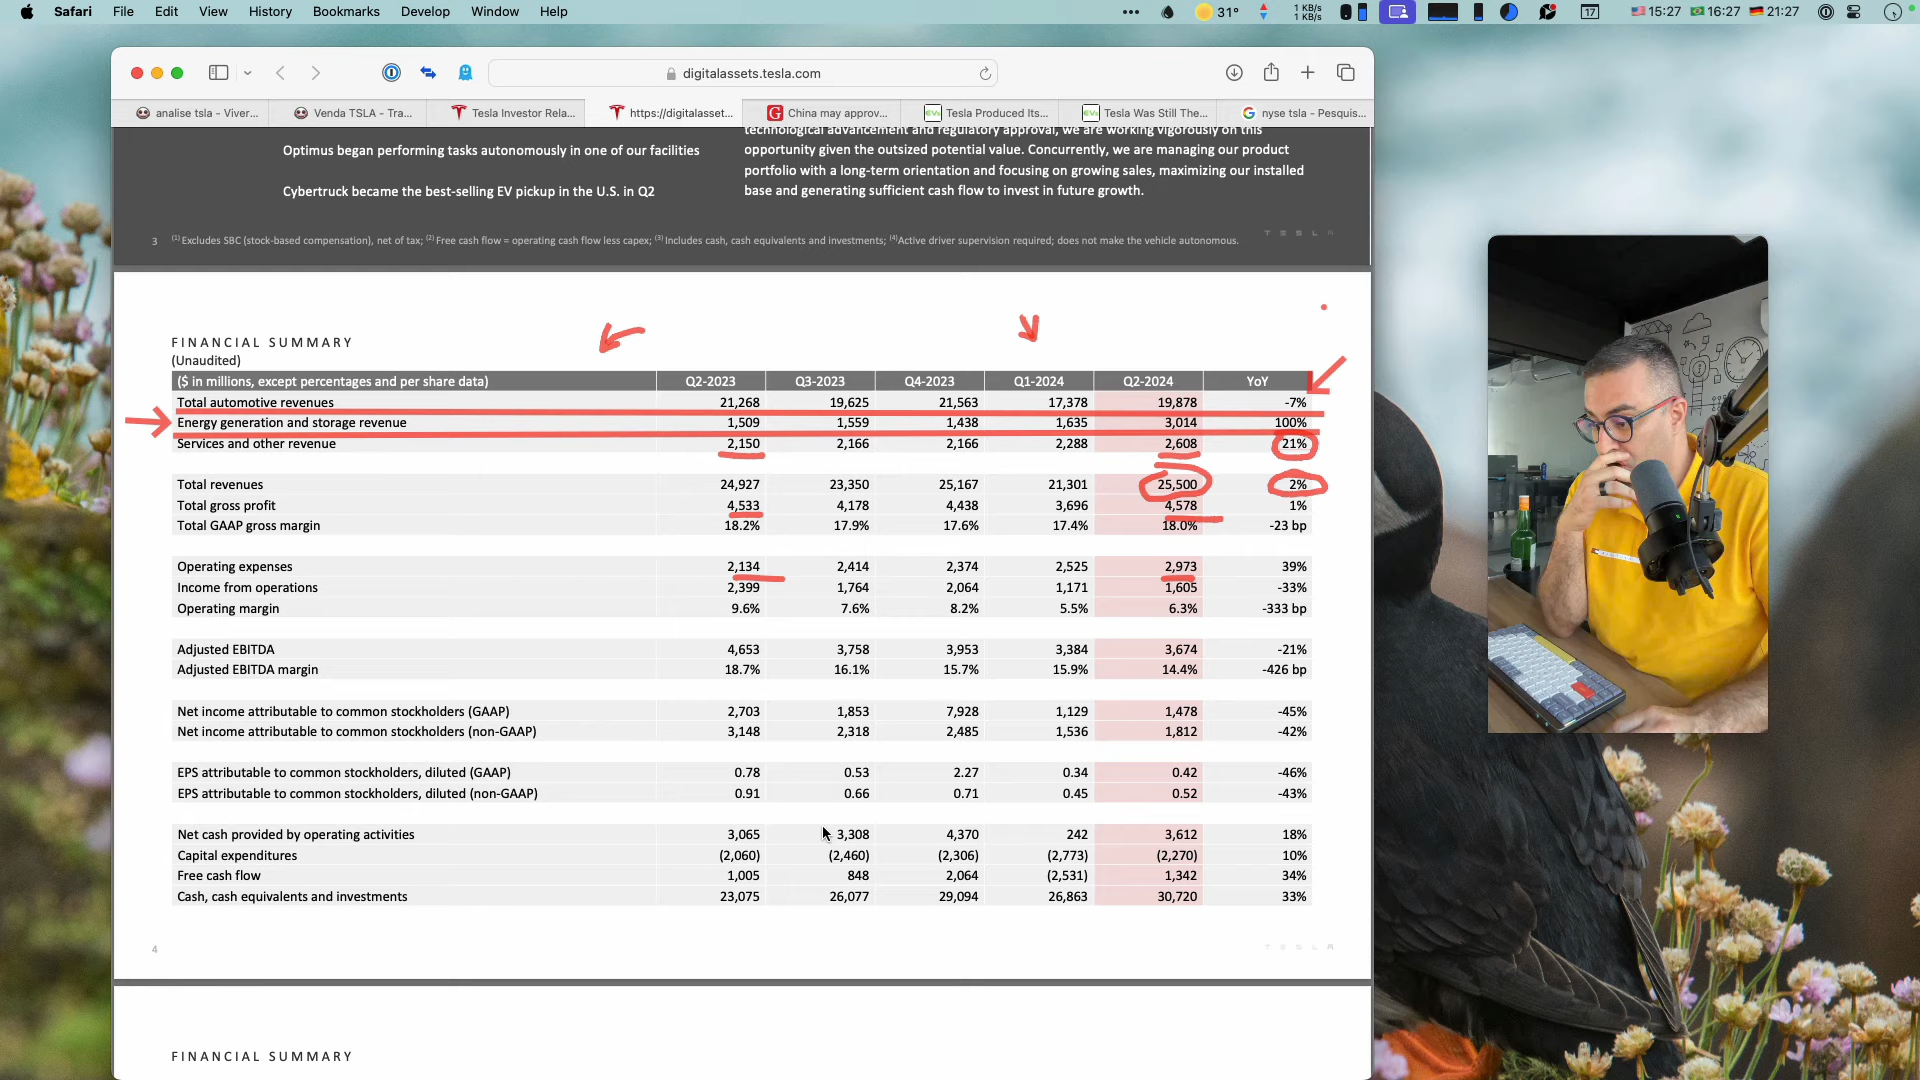 Safari File Edit View History Bookmarks Develop Window Help
••• 31° 1 KB/s 1 KB/s 17 15:27 16:27 21:27
digitalassets.tesla.com
analise tsla - Viver... Venda TSLA - Tra... Tesla Investor Rela... https://digitalasset... China may approv... Tesla Produced Its... Tesla Was Still The... nyse tsla - Pesquis...
Optimus began performing tasks autonomously in one of our facilities
Cybertruck became the best-selling EV pickup in the U.S. in Q2
technological advancement and regulatory approval, we are working vigorously on this
opportunity given the outsized potential value. Concurrently, we are managing our product
portfolio with a long-term orientation and focusing on growing sales, maximizing our installed
base and generating sufficient cash flow to invest in future growth.
3 (1) Excludes SBC (stock-based compensation), net of tax; (2) Free cash flow = operating cash flow less capex; (3) Includes cash, cash equivalents and investments; (4) Active driver supervision required; does not make the vehicle autonomous.
TESLA
FINANCIAL SUMMARY
(Unaudited)
($ in millions, except percentages and per share data) Q2-2023 Q3-2023 Q4-2023 Q1-2024 Q2-2024 YoY
Total automotive revenues 21,268 19,625 21,563 17,378 19,878 -7%
Energy generation and storage revenue 1,509 1,559 1,438 1,635 3,014 100%
Services and other revenue 2,150 2,166 2,166 2,288 2,608 21%
Total revenues 24,927 23,350 25,167 21,301 25,500 2%
Total gross profit 4,533 4,178 4,438 3,696 4,578 1%
Total GAAP gross margin 18.2% 17.9% 17.6% 17.4% 18.0% -23 bp
Operating expenses 2,134 2,414 2,374 2,525 2,973 39%
Income from operations 2,399 1,764 2,064 1,171 1,605 -33%
Operating margin 9.6% 7.6% 8.2% 5.5% 6.3% -333 bp
Adjusted EBITDA 4,653 3,758 3,953 3,384 3,674 -21%
Adjusted EBITDA margin 18.7% 16.1% 15.7% 15.9% 14.4% -426 bp
Net income attributable to common stockholders (GAAP) 2,703 1,853 7,928 1,129 1,478 -45%
Net income attributable to common stockholders (non-GAAP) 3,148 2,318 2,485 1,536 1,812 -42%
EPS attributable to common stockholders, diluted (GAAP) 0.78 0.53 2.27 0.34 0.42 -46%
EPS attributable to common stockholders, diluted (non-GAAP) 0.91 0.66 0.71 0.45 0.52 -43%
Net cash provided by operating activities 3,065 3,308 4,370 242 3,612 18%
Capital expenditures (2,060) (2,460) (2,306) (2,773) (2,270) 10%
Free cash flow 1,005 848 2,064 (2,531) 1,342 34%
Cash, cash equivalents and investments 23,075 26,077 29,094 26,863 30,720 33%
4
TESLA
FINANCIAL SUMMARY